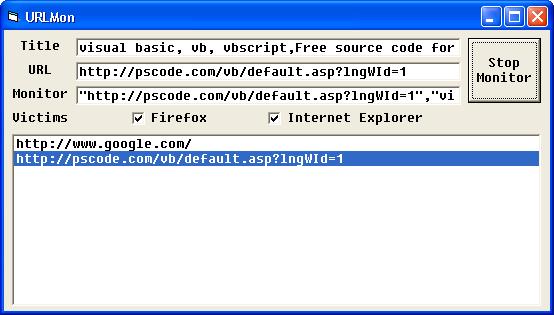 URLMon
Title visual basic, vb, vbscript,Free source code for
URL http://pscode.com/vb/default.asp?lngWId=1
Monitor "http://pscode.com/vb/default.asp?lngWId=1","vi
Stop
Monitor
Victims Firefox Internet Explorer
http://www.google.com/
http://pscode.com/vb/default.asp?lngWId=1